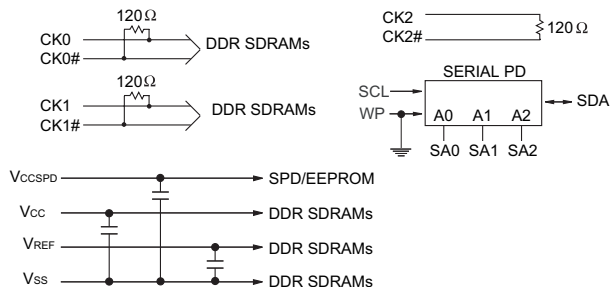 120Ω
CK0
CK0#
DDR SDRAMs
120Ω
CK1
CK1#
DDR SDRAMs
CK2
CK2#
120Ω
SERIAL PD
SCL
WP
A0 A1 A2
SDA
SA0 SA1 SA2
VCCSPD
SPD/EEPROM
VCC
DDR SDRAMs
VREF
DDR SDRAMs
VSS
DDR SDRAMs